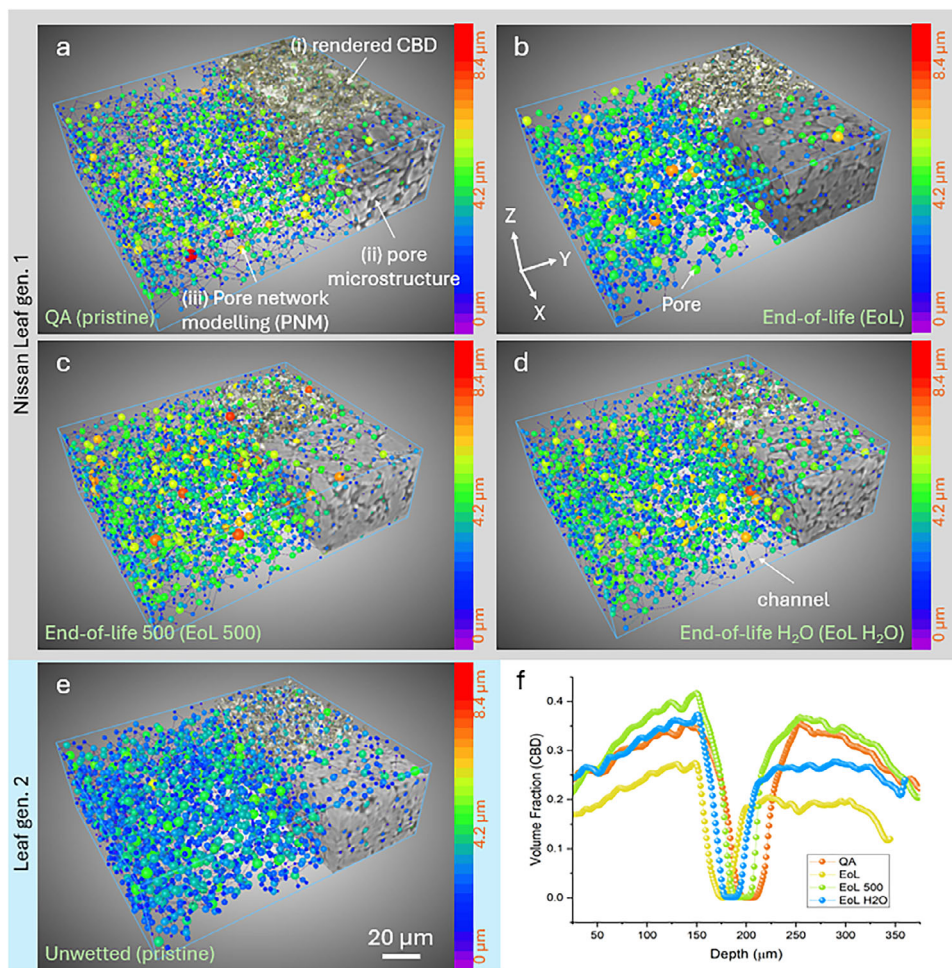 Nissan Leaf gen. 1
a
(i) rendered CBD
(ii) pore
microstructure
(iii) Pore network
modelling (PNM)
QA (pristine)
8.4 µm
4.2 µm
0 µm
b
Z
Y
X
Pore
End-of-life (EoL)
8.4 µm
4.2 µm
0 µm
c
End-of-life 500 (EoL 500)
8.4 µm
4.2 µm
0 µm
d
channel
End-of-life H₂O (EoL H₂O)
8.4 µm
4.2 µm
0 µm
Leaf gen. 2
e
Unwetted (pristine)
20 µm
8.4 µm
4.2 µm
0 µm
f
Volume Fraction (CBD)
0.4
0.3
0.2
0.1
0.0
QA
EoL
EoL 500
EoL H2O
50 100 150 200 250 300 350
Depth (µm)